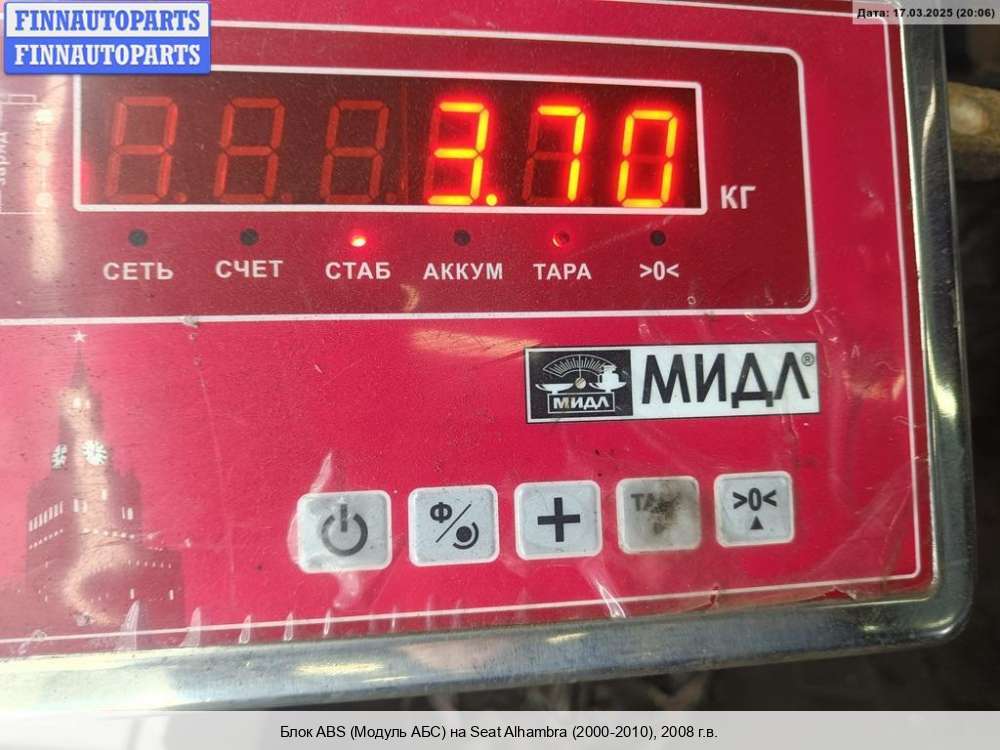 FINNAUTOPARTS
FINNAUTOPARTS
Дата: 17.03.2025 (20:06)
заряд
3.70
КГ
СЕТЬ СЧЕТ СТАБ АККУМ ТАРА >0<
МИДЛ
МИДЛ®
Ф
>0<
Блок ABS (Модуль АБС) на Seat Alhambra (2000-2010), 2008 г.в.